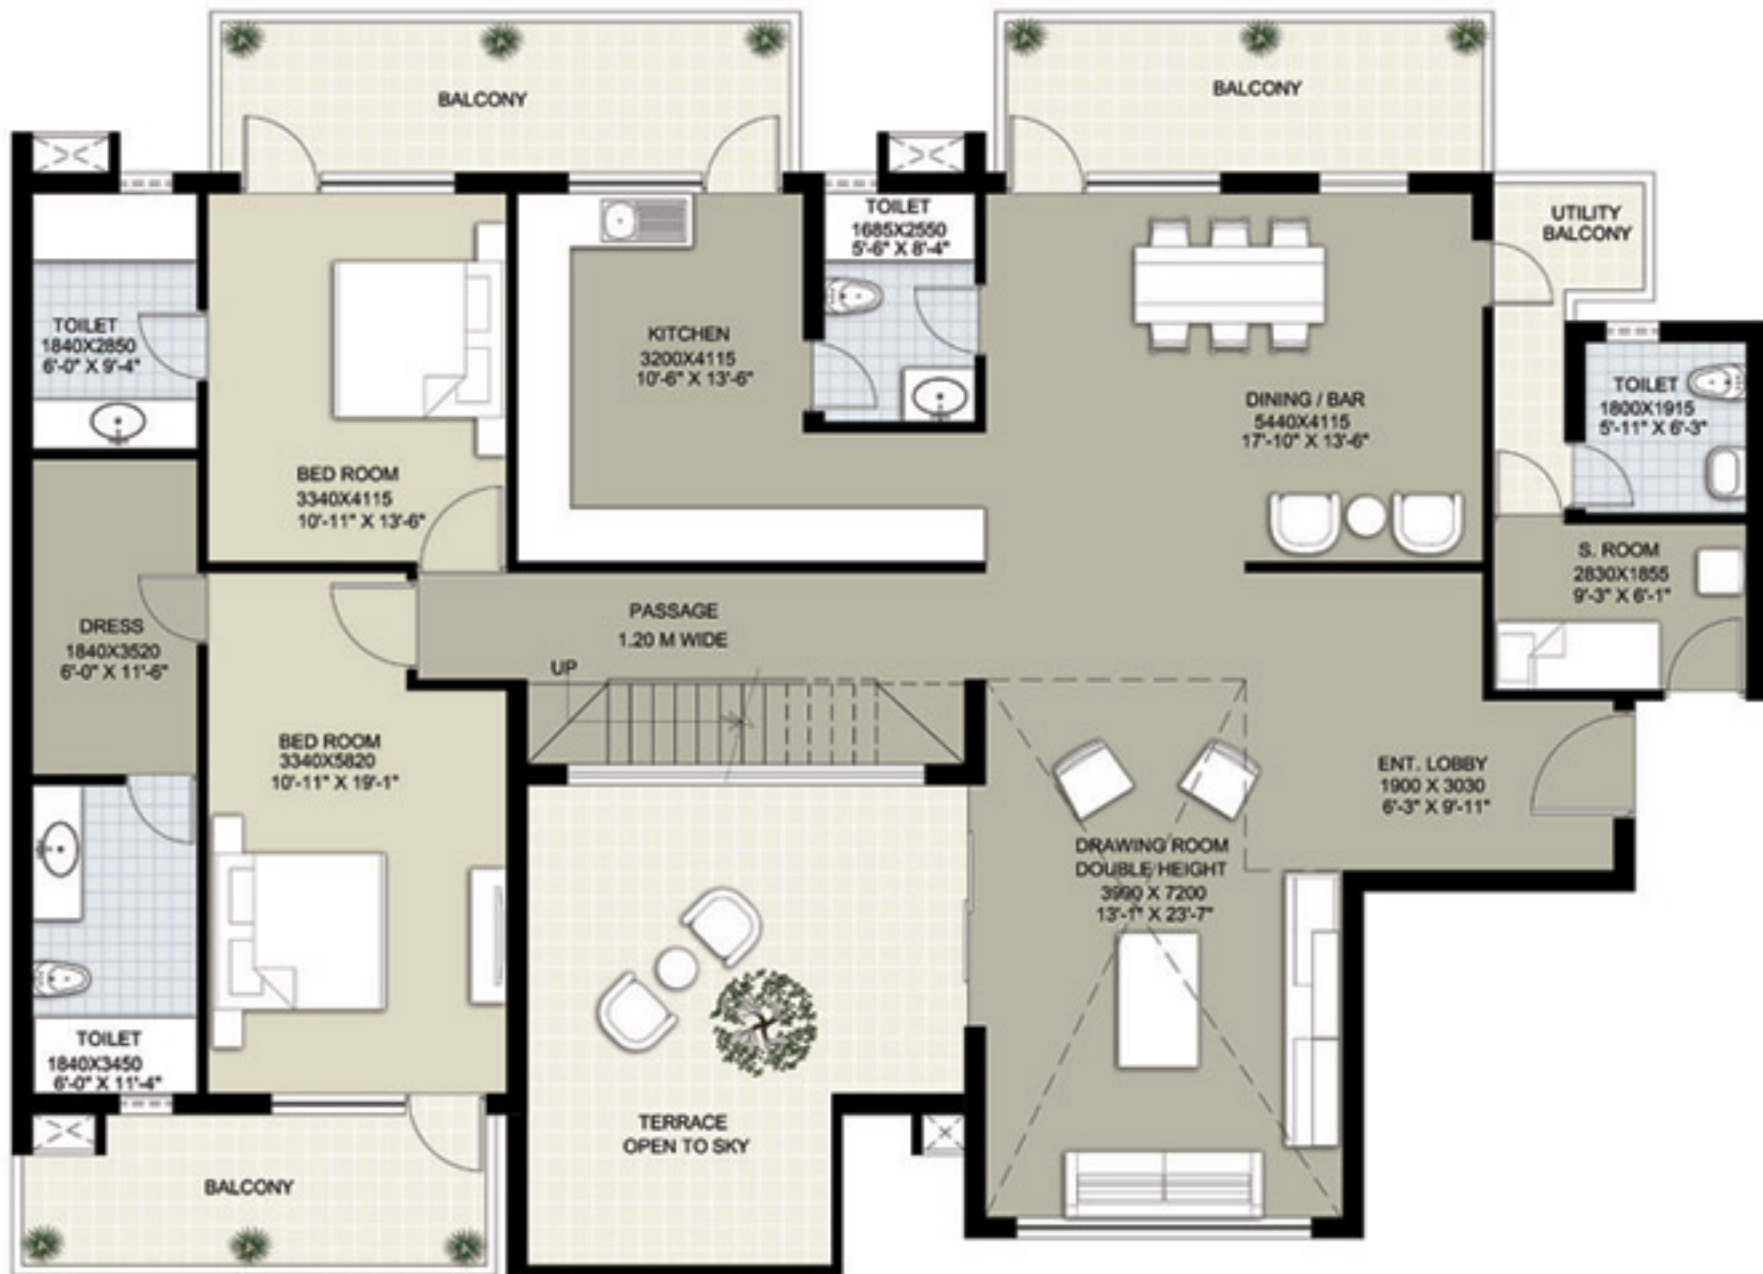 BALCONY
BALCONY
TOILET
1685X2550
5'-6" X 8'-4"
UTILITY
BALCONY
TOILET
1840X2850
6'-0" X 9'-4"
KITCHEN
3200X4115
10'-6" X 13'-6"
DINING / BAR
5440X4115
17'-10" X 13'-6"
TOILET
1800X1915
5'-11" X 6'-3"
BED ROOM
3340X4115
10'-11" X 13'-6"
S. ROOM
2830X1855
9'-3" X 6'-1"
DRESS
1840X3520
6'-0" X 11'-6"
PASSAGE
1.20 M WIDE
UP
BED ROOM
3340X5820
10'-11" X 19'-1"
ENT. LOBBY
1900 X 3030
6'-3" X 9'-11"
DRAWING ROOM
DOUBLE HEIGHT
3990 X 7200
13'-1" X 23'-7"
TOILET
1840X3450
6'-0" X 11'-4"
TERRACE
OPEN TO SKY
BALCONY